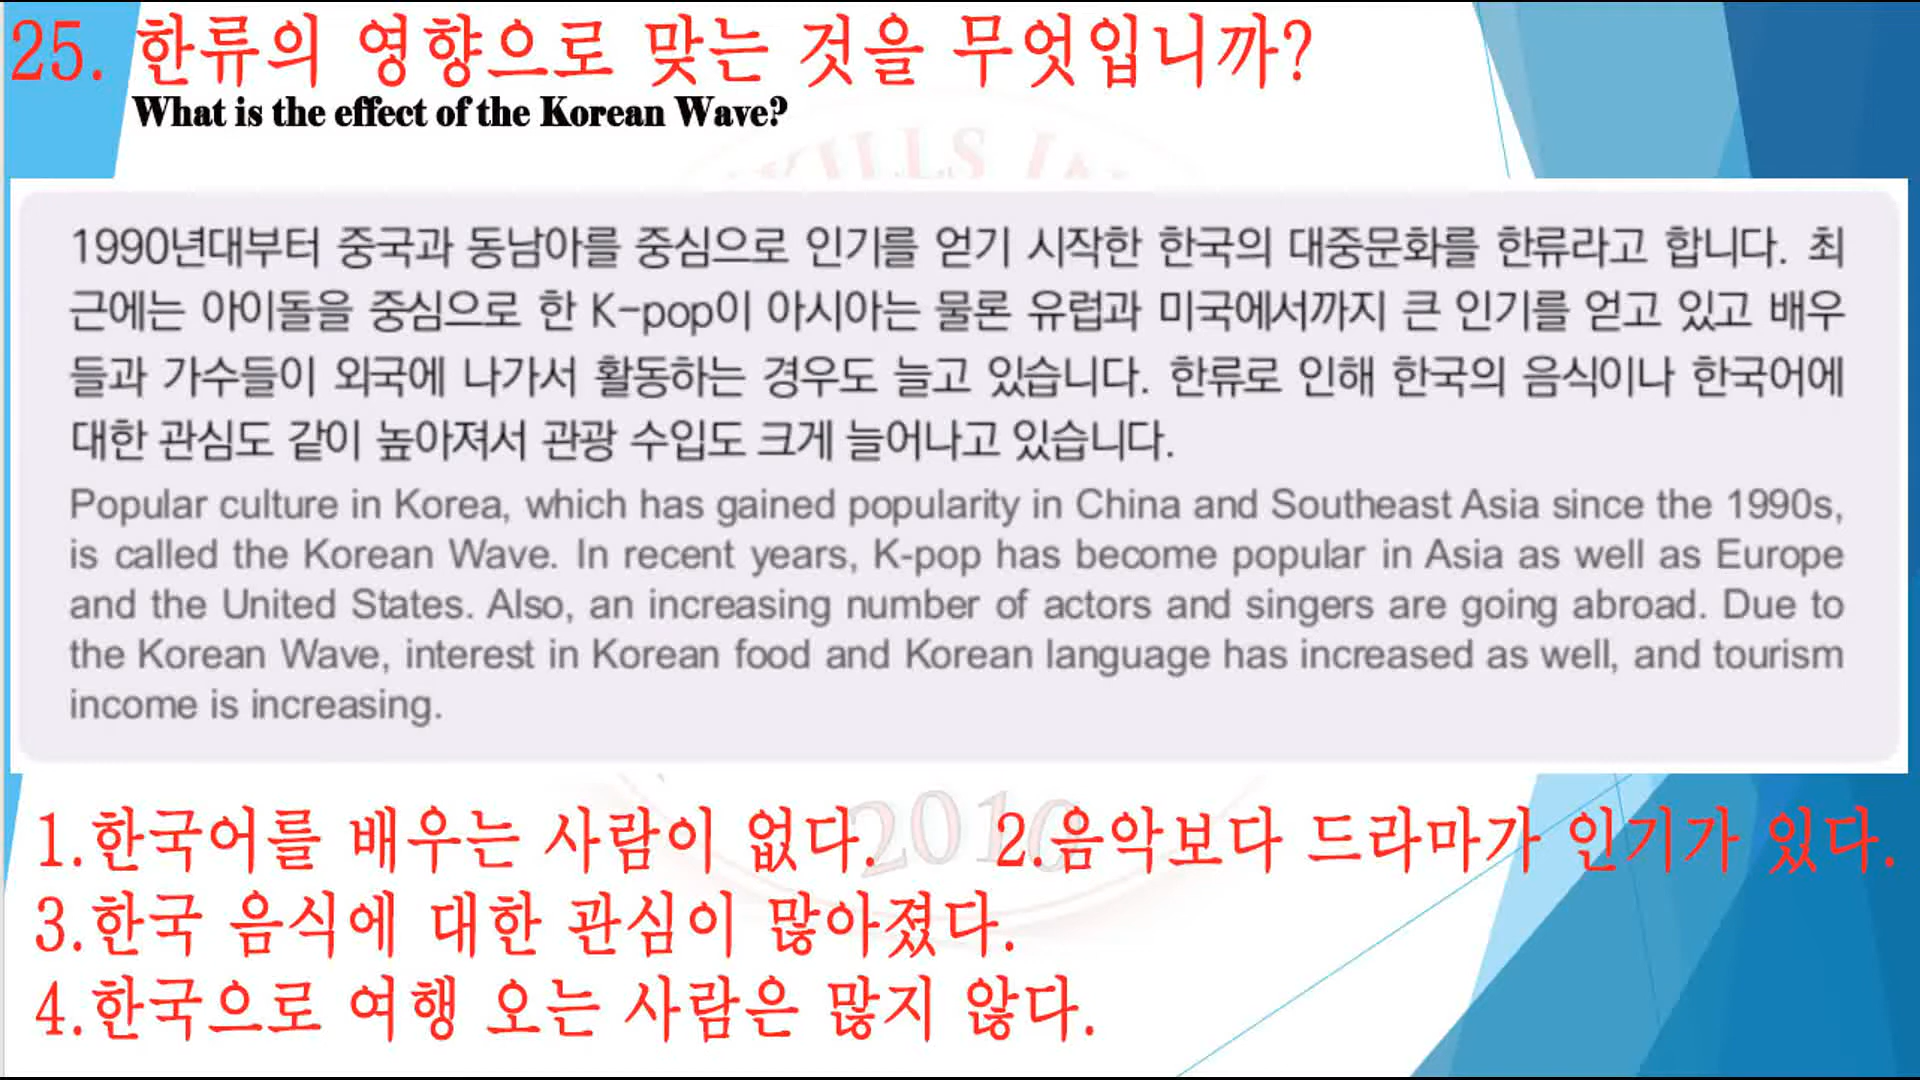 25. 한류의 영향으로 맞는 것을 무엇입니까?
What is the effect of the Korean Wave?
1990년대부터 중국과 동남아를 중심으로 인기를 얻기 시작한 한국의 대중문화를 한류라고 합니다. 최
근에는 아이돌을 중심으로 한 K-pop이 아시아는 물론 유럽과 미국에서까지 큰 인기를 얻고 있고 배우
들과 가수들이 외국에 나가서 활동하는 경우도 늘고 있습니다. 한류로 인해 한국의 음식이나 한국어에
대한 관심도 같이 높아져서 관광 수입도 크게 늘어나고 있습니다.
Popular culture in Korea, which has gained popularity in China and Southeast Asia since the 1990s,
is called the Korean Wave. In recent years, K-pop has become popular in Asia as well as Europe
and the United States. Also, an increasing number of actors and singers are going abroad. Due to
the Korean Wave, interest in Korean food and Korean language has increased as well, and tourism
income is increasing.
1.한국어를 배우는 사람이 없다. 2.음악보다 드라마가 인기가 있다.
3.한국 음식에 대한 관심이 많아졌다.
4.한국으로 여행 오는 사람은 많지 않다.
2010